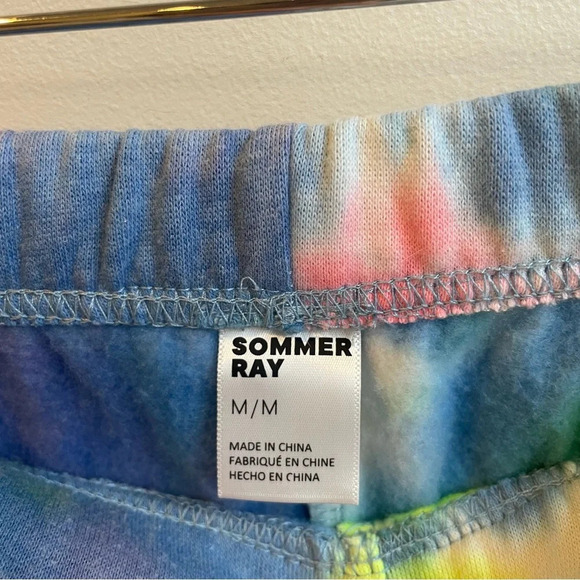 SOMMER
RAY
M/M
MADE IN CHINA
FABRIQUÉ EN CHINE
HECHO EN CHINA